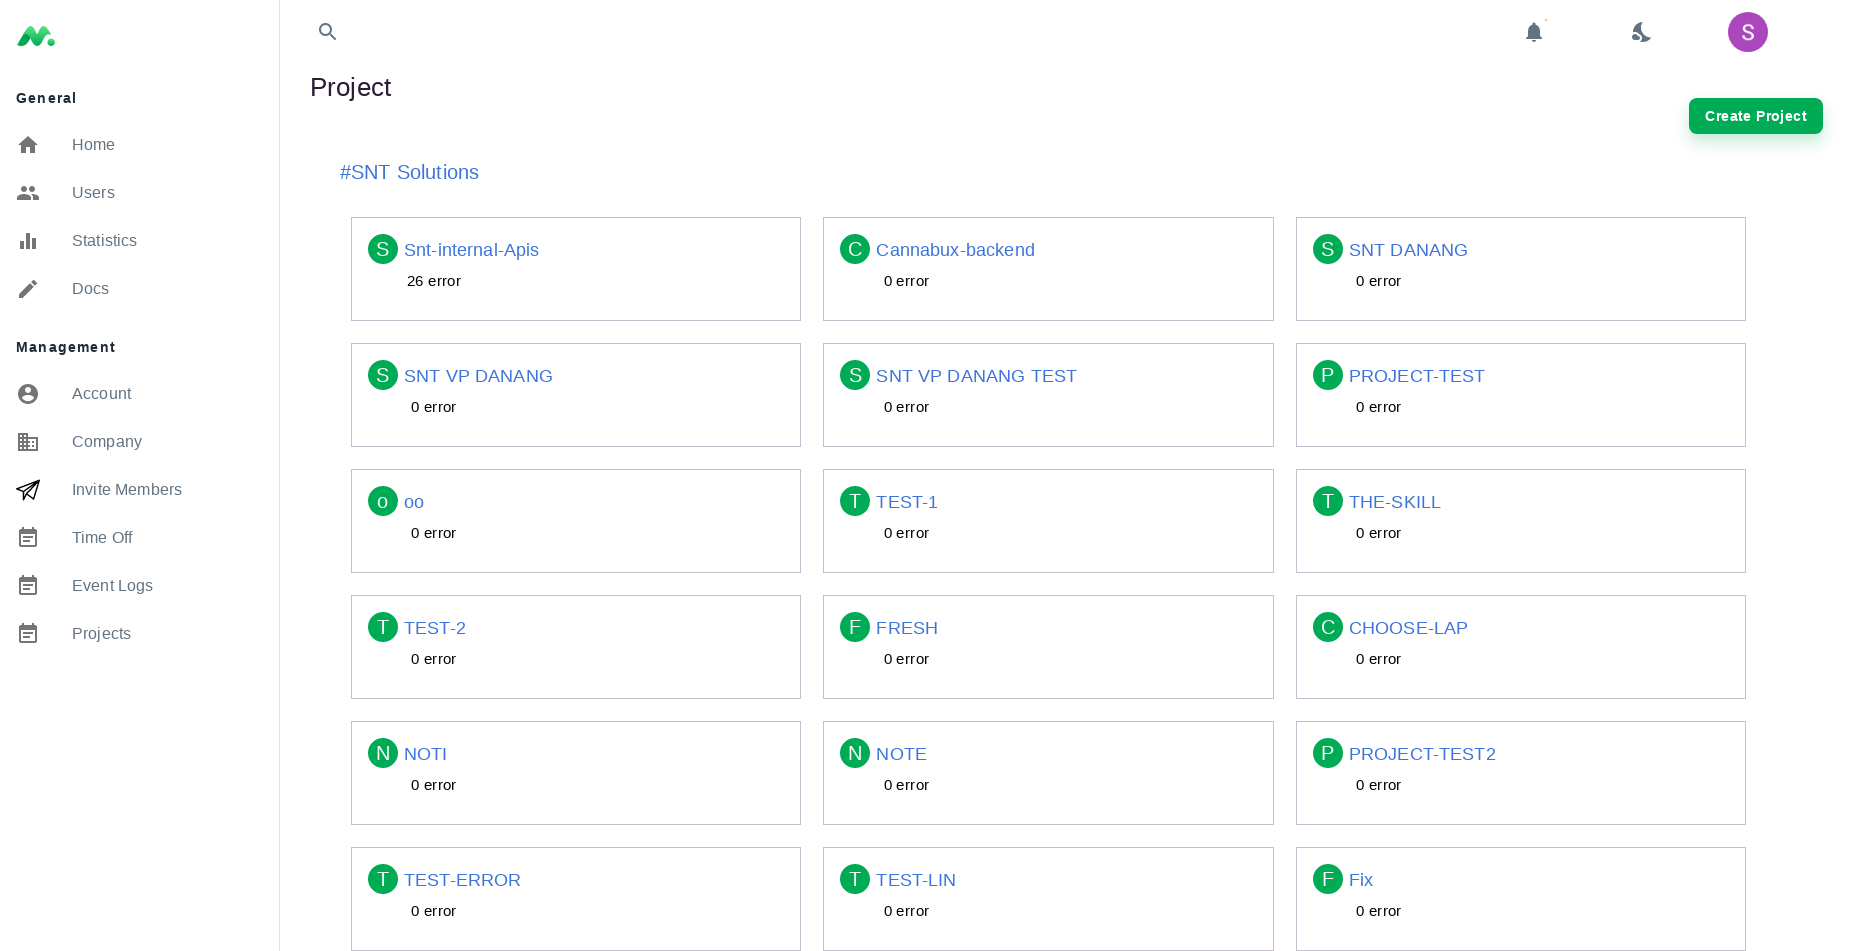 S
Project
Create Project
General
Home
Users
Statistics
Docs
Management
Account
Company
Invite Members
Time Off
Event Logs
Projects
#SNT Solutions
S Snt-internal-Apis
26 error
C Cannabux-backend
0 error
S SNT DANANG
0 error
S SNT VP DANANG
0 error
S SNT VP DANANG TEST
0 error
P PROJECT-TEST
0 error
o oo
0 error
T TEST-1
0 error
T THE-SKILL
0 error
T TEST-2
0 error
F FRESH
0 error
C CHOOSE-LAP
0 error
N NOTI
0 error
N NOTE
0 error
P PROJECT-TEST2
0 error
T TEST-ERROR
0 error
T TEST-LIN
0 error
F Fix
0 error